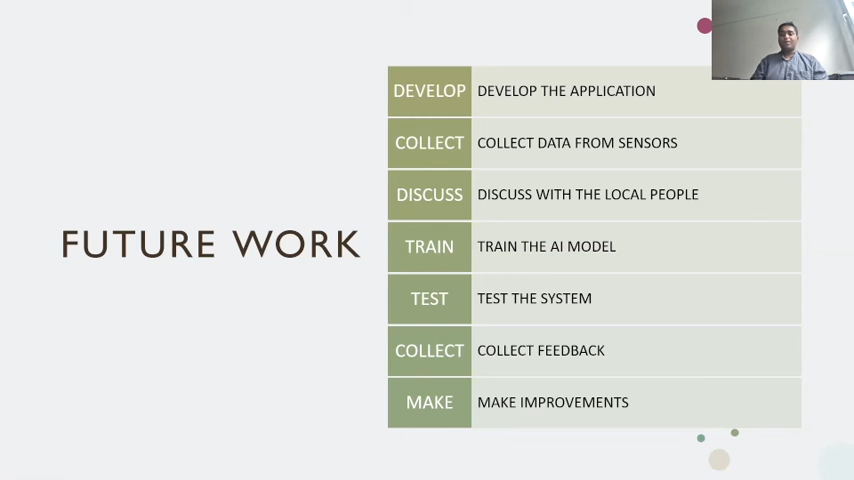 FUTURE WORK
DEVELOP DEVELOP THE APPLICATION
COLLECT COLLECT DATA FROM SENSORS
DISCUSS DISCUSS WITH THE LOCAL PEOPLE
TRAIN TRAIN THE AI MODEL
TEST TEST THE SYSTEM
COLLECT COLLECT FEEDBACK
MAKE MAKE IMPROVEMENTS